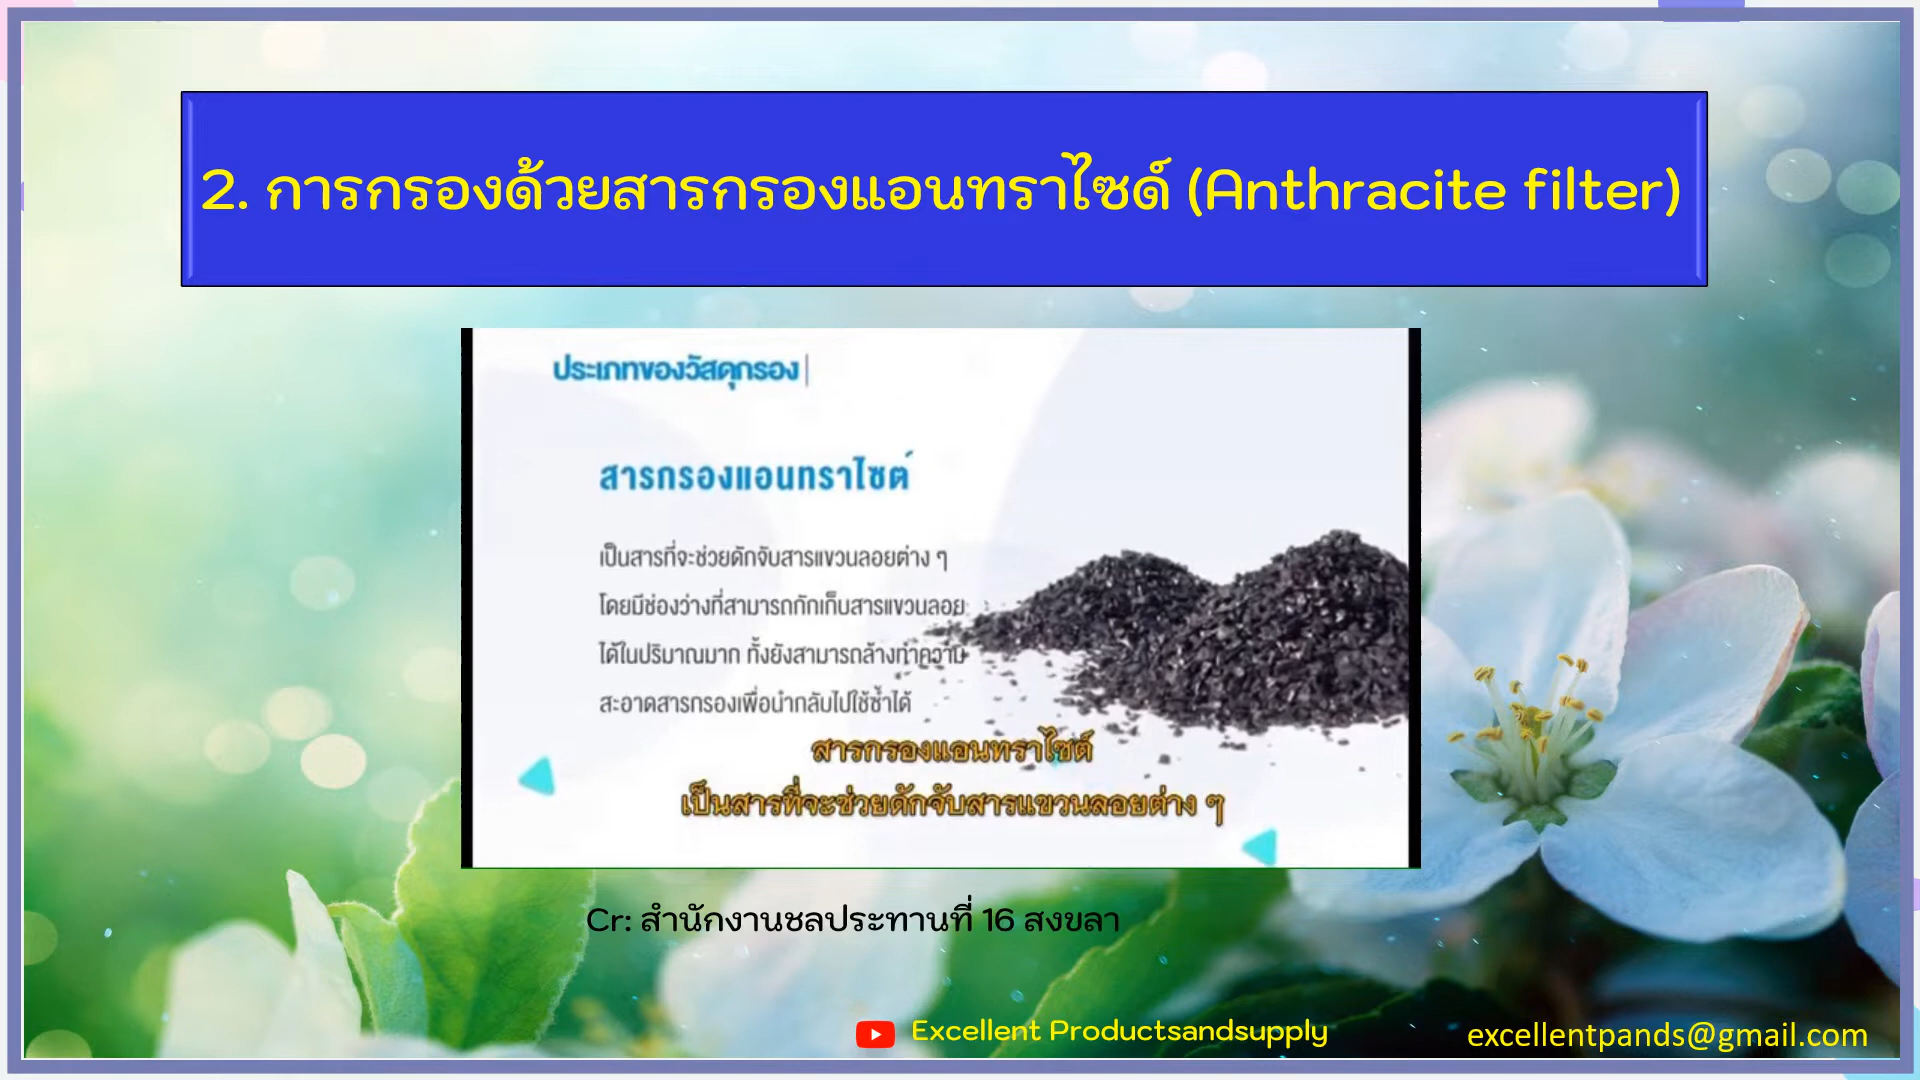 2. การกรองด้วยสารกรองแอนทราไซด์ (Anthracite filter)
ประเภทของวัสดุกรอง
สารกรองแอนทราไซต์
เป็นสารที่จะช่วยดักจับสารแขวนลอยต่าง ๆ
โดยมีช่องว่างที่สามารถกักเก็บสารแขวนลอย
ได้ในปริมาณมาก ทั้งยังสามารถล้างทำความ
สะอาดสารกรองเพื่อนำกลับไปใช้ซ้ำได้
สารกรองแอนทราไซต์
เป็นสารที่จะช่วยดักจับสารแขวนลอยต่าง ๆ
Cr: สำนักงานชลประทานที่ 16 สงขลา
Excellent Productsandsupply
excellentpands@gmail.com